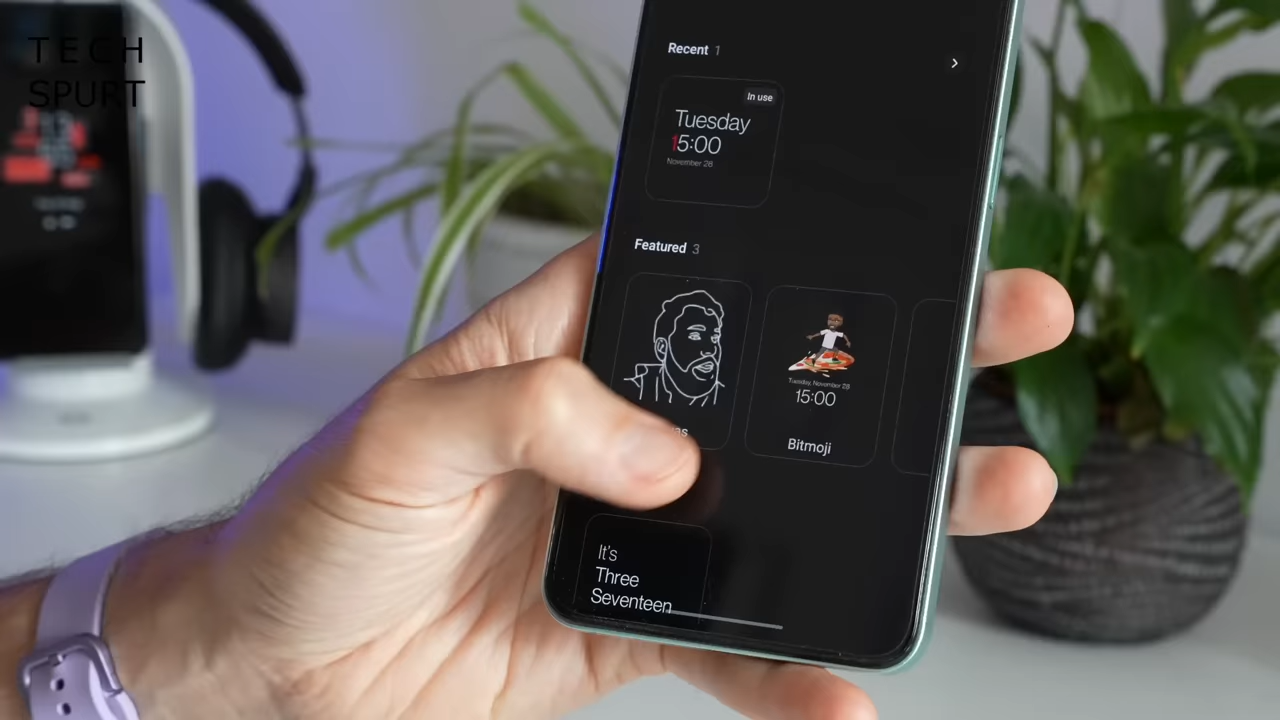 TECH
SPURT
Recent 1
In use
Tuesday
15:00
November 28
Featured 3
Tuesday, November 28
15:00
Bitmoji
It's
Three
Seventeen